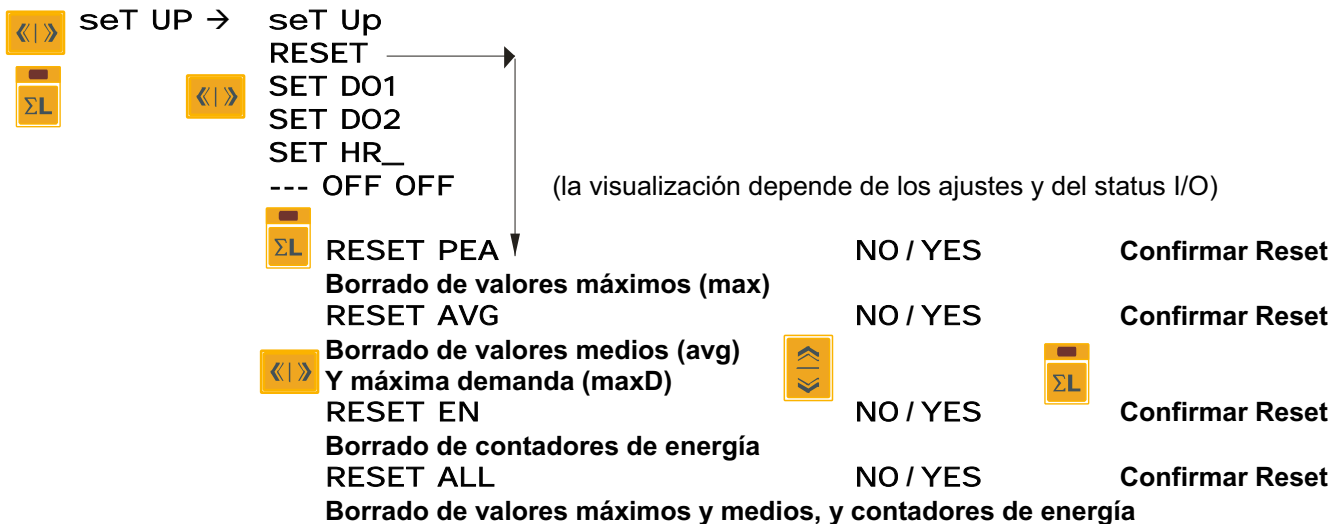 《|》 seT UP → seT Up
RESET
ΣL 《|》 SET DO1
SET DO2
SET HR_
--- OFF OFF (la visualización depende de los ajustes y del status I/O)
ΣL RESET PEA NO / YES Confirmar Reset
Borrado de valores máximos (max)
RESET AVG NO / YES Confirmar Reset
《|》 Borrado de valores medios (avg)
Y máxima demanda (maxD) ΣL
RESET EN NO / YES Confirmar Reset
Borrado de contadores de energía
RESET ALL NO / YES Confirmar Reset
Borrado de valores máximos y medios, y contadores de energía